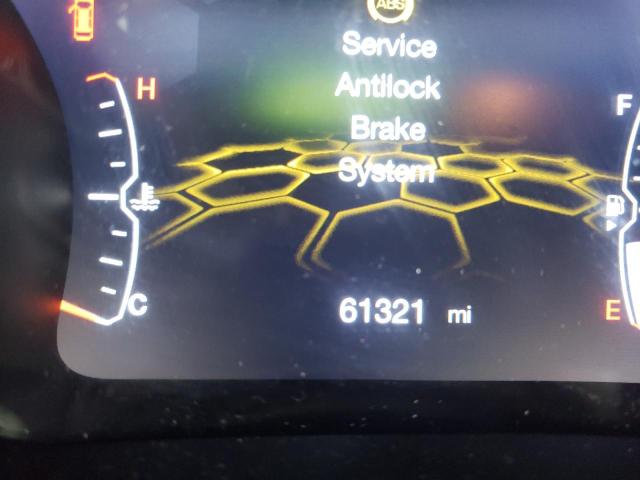 ABS
Service
Antilock
Brake
System
H
F
C
E
61321 mi